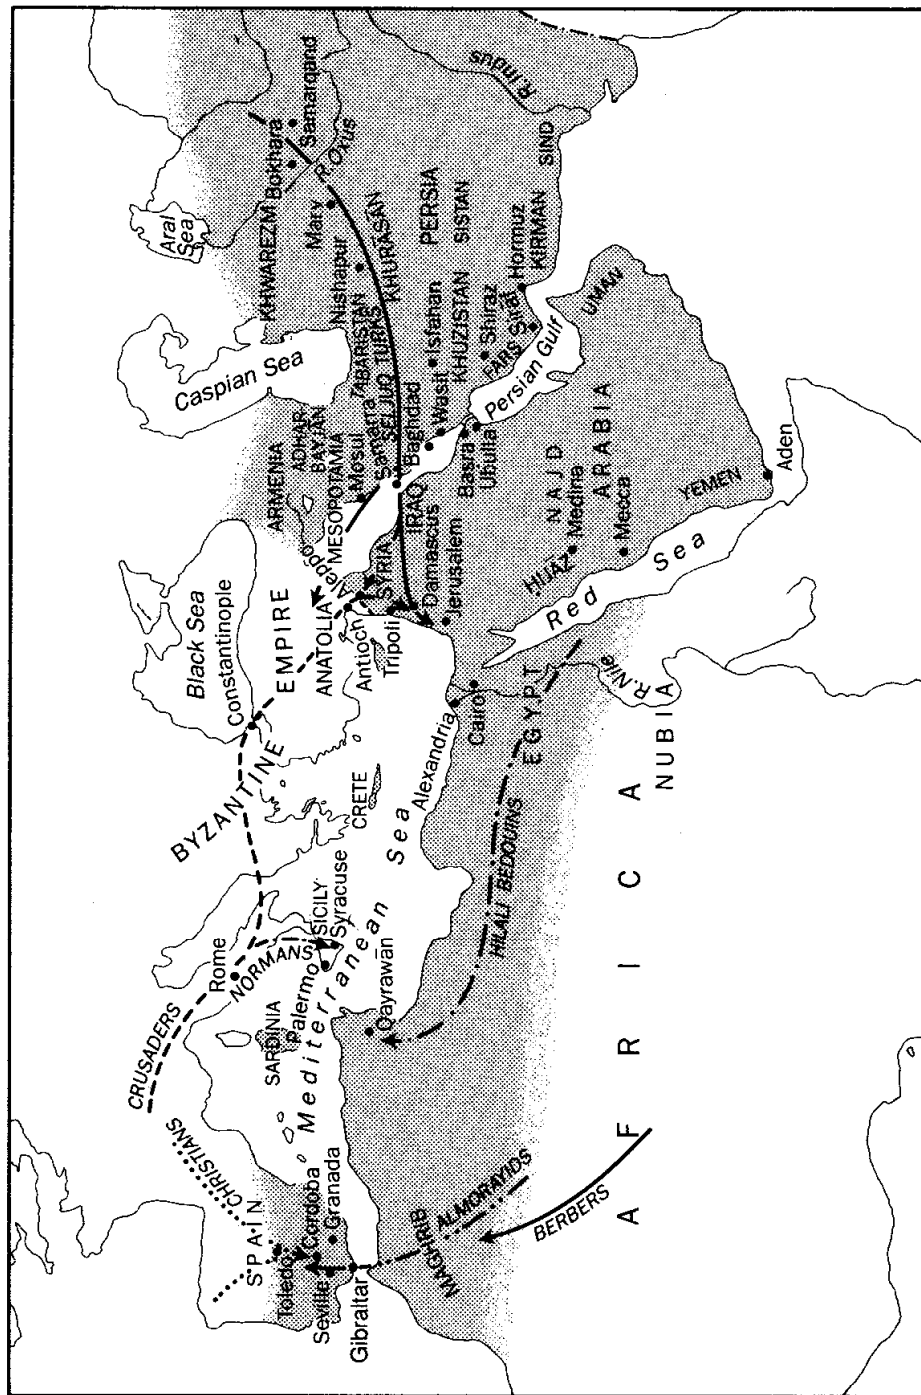 CRUSADERS
CHRISTIANS
SPAIN
Toledo
Cordoba
Seville
Granada
Gibraltar
MAGHRIB
ALMORAYIDS
BERBERS
Rome
NORMANS
SARDINIA
Palermo
SICILY
Syracuse
Mediterranean Sea
Qayrawān
HILALI BEDOUINS
AFRICA
BYZANTINE
EMPIRE
Black Sea
Constantinople
ANATOLIA
CRETE
Antioch
Aleppo
Tripoli
SYRIA
Damascus
Jerusalem
Alexandria
Cairo
EGYPT
R. Nile
NUBIA
Red Sea
ARMENIA
ADHAR
BAYJAN
MESOPOTAMIA
Mosul
Samarra
IRAQ
Baghdad
Wasit
Basra
Ubulla
HIJAZ
NAJD
Medina
Mecca
ARABIA
YEMEN
Aden
UMAN
Caspian Sea
Aral
Sea
KHWAREZM
Bokhara
Samarqand
R. Oxus
Mary
Nishapur
TABARISTAN
SELJUQ TURKS
KHURĀSAN
PERSIA
SISTAN
Isfahan
KHUZISTAN
Shiraz
FARS
Siraf
Hormuz
KIRMAN
Persian Gulf
SIND
R. Indus